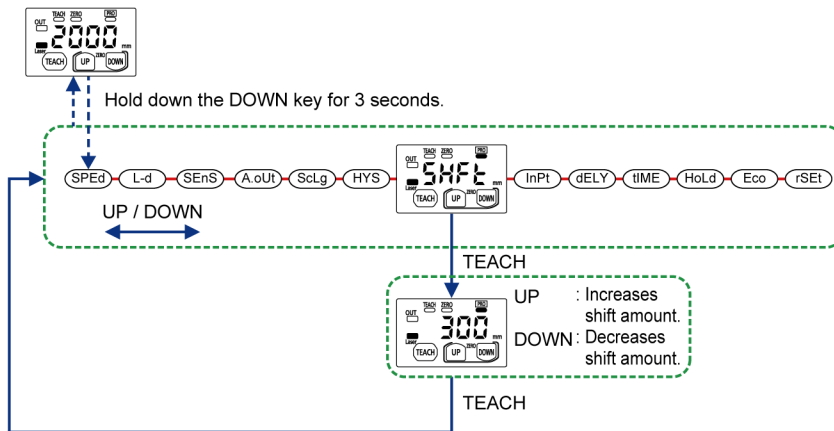 TEACH ZERO PRO
OUT
2000 mm
Laser
ZERO
TEACH UP DOWN
Hold down the DOWN key for 3 seconds.
TEACH ZERO PRO
OUT
SPEd L-d SEnS A.oUt ScLg HYS SHFt mm InPt dELY tIME HoLd Eco rSEt
Laser
ZERO
TEACH UP DOWN
UP / DOWN
TEACH
TEACH ZERO PRO
OUT
300 mm
Laser
ZERO
TEACH UP DOWN
UP : Increases
shift amount.
DOWN : Decreases
shift amount.
TEACH